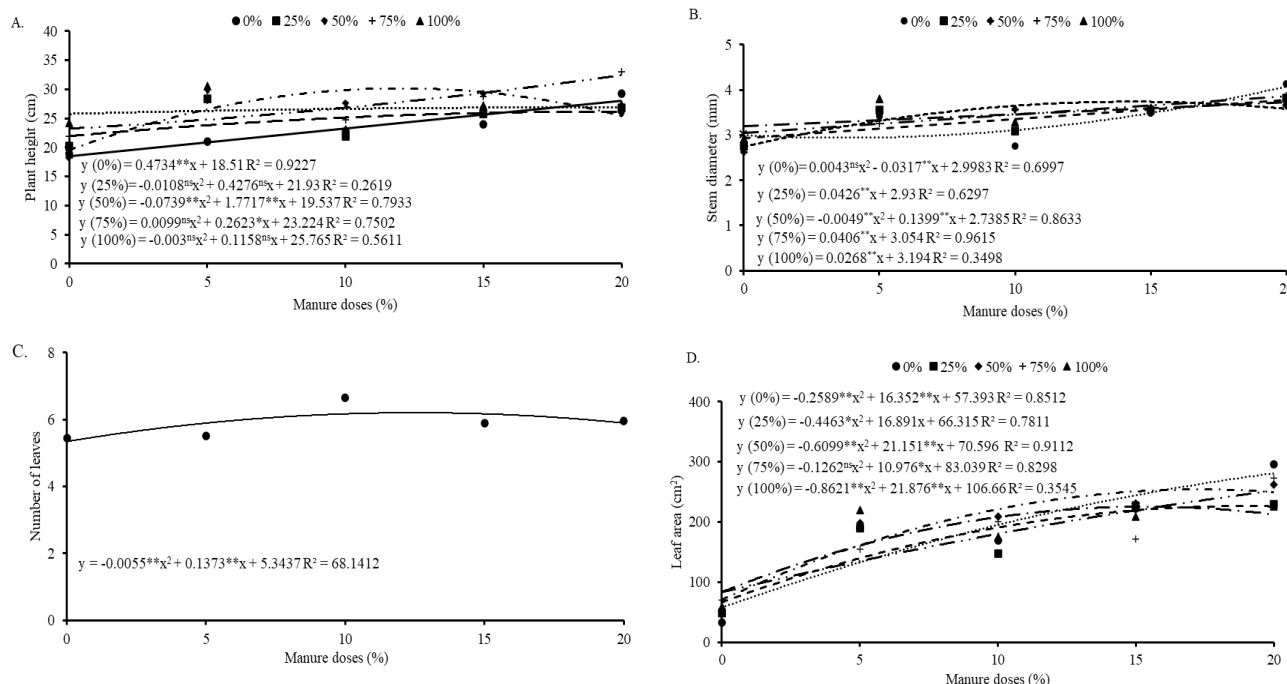 A.
● 0% ■ 25% ◆ 50% + 75% ▲ 100%
40
35
30
25
20
15
10
5
0
Plant height (cm)
y (0%) = 0.4734**x + 18.51 R² = 0.9227
y (25%) = -0.0108ⁿˢx² + 0.4276ⁿˢx + 21.93 R² = 0.2619
y (50%) = -0.0739**x² + 1.7717**x + 19.537 R² = 0.7933
y (75%) = 0.0099ⁿˢx² + 0.2623*x + 23.224 R² = 0.7502
y (100%) = -0.003ⁿˢx² + 0.1158ⁿˢx + 25.765 R² = 0.5611
0 5 10 15 20
Manure doses (%)
B.
● 0% ■ 25% ◆ 50% + 75% ▲ 100%
5
4
3
2
1
0
Stem diameter (mm)
y (0%) = 0.0043ⁿˢx² - 0.0317**x + 2.9983 R² = 0.6997
y (25%) = 0.0426**x + 2.93 R² = 0.6297
y (50%) = -0.0049**x² + 0.1399**x + 2.7385 R² = 0.8633
y (75%) = 0.0406**x + 3.054 R² = 0.9615
y (100%) = 0.0268**x + 3.194 R² = 0.3498
0 5 10 15 20
Manure doses (%)
C.
8
6
4
2
0
Number of leaves
y = -0.0055**x² + 0.1373**x + 5.3437 R² = 68.1412
0 5 10 15 20
Manure doses (%)
D.
● 0% ■ 25% ◆ 50% + 75% ▲ 100%
400
300
200
100
0
Leaf area (cm²)
y (0%) = -0.2589**x² + 16.352**x + 57.393 R² = 0.8512
y (25%) = -0.4463*x² + 16.891x + 66.315 R² = 0.7811
y (50%) = -0.6099**x² + 21.151**x + 70.596 R² = 0.9112
y (75%) = -0.1262ⁿˢx² + 10.976*x + 83.039 R² = 0.8298
y (100%) = -0.8621**x² + 21.876**x + 106.66 R² = 0.3545
0 5 10 15 20
Manure doses (%)